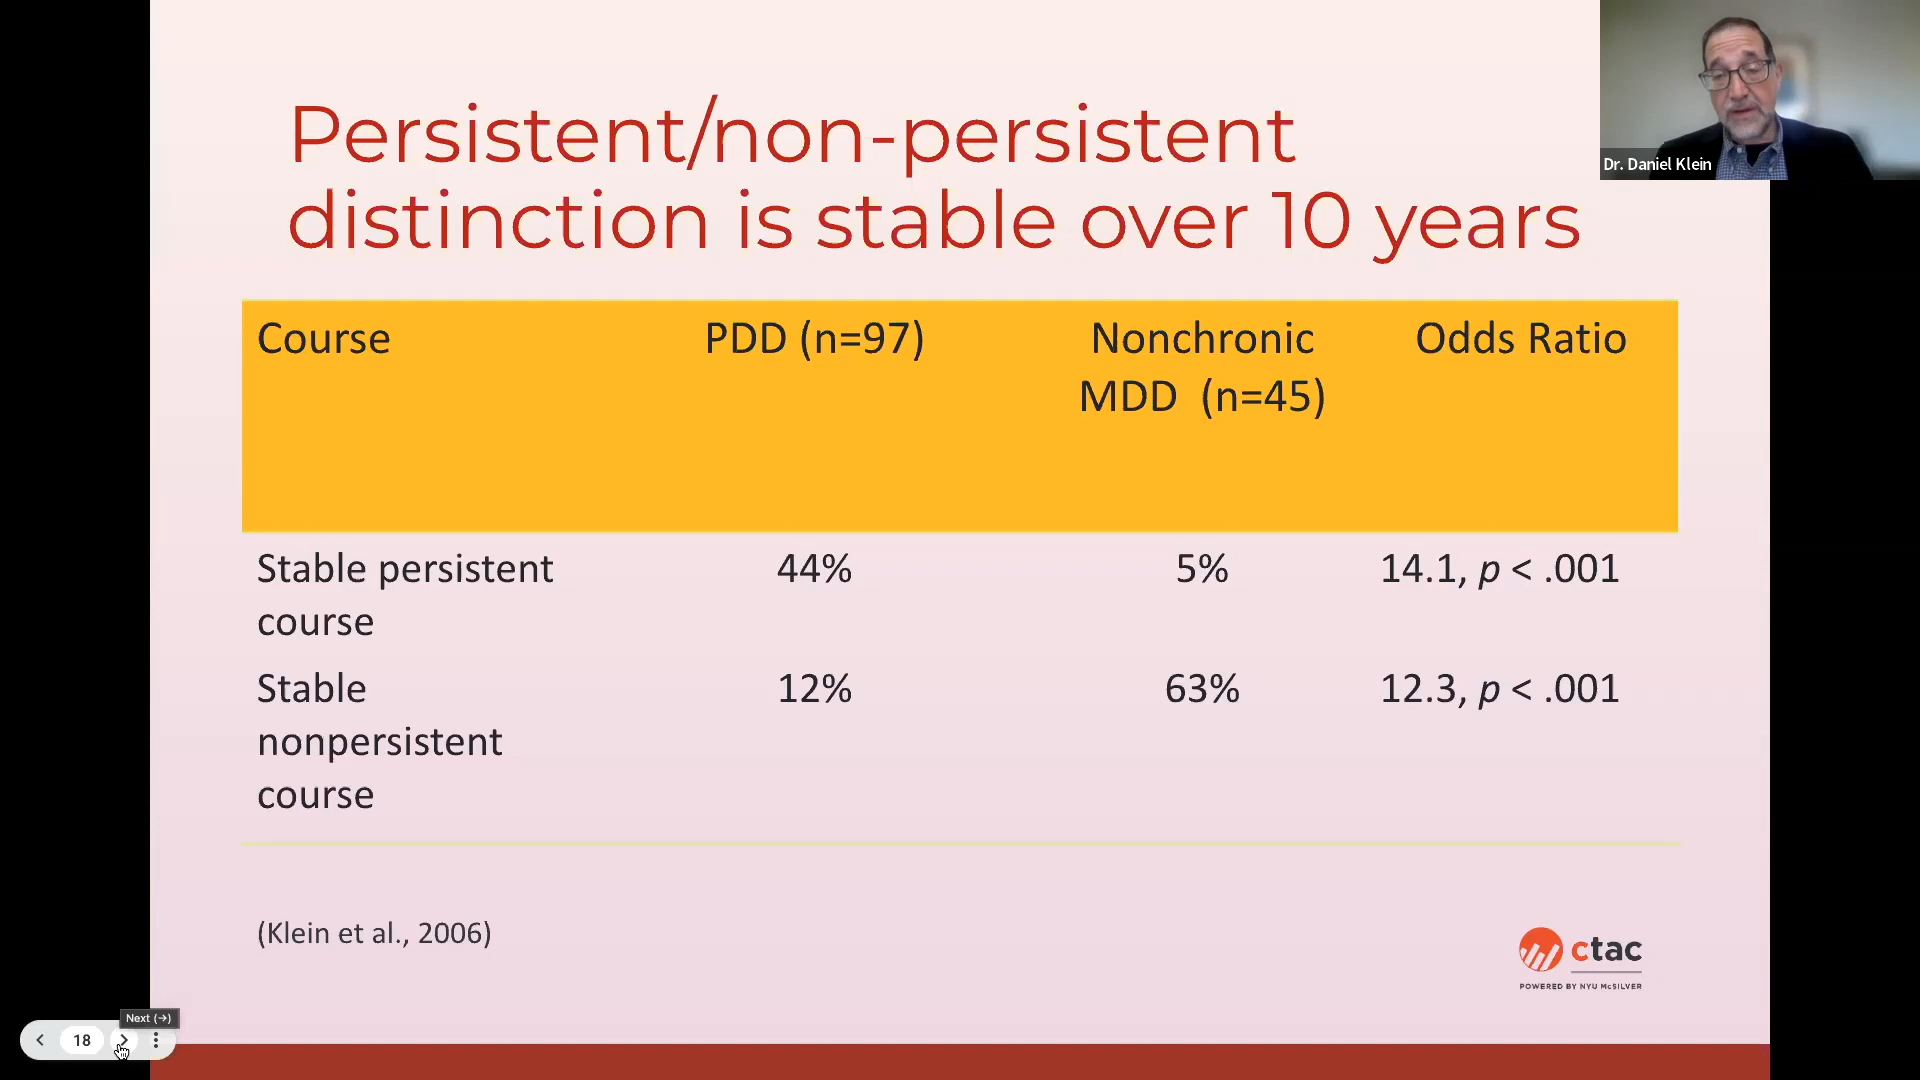 Persistent/non-persistent
distinction is stable over 10 years
Dr. Daniel Klein
Course PDD (n=97) Nonchronic Odds Ratio
MDD (n=45)
Stable persistent 44% 5% 14.1, p < .001
course
Stable 12% 63% 12.3, p < .001
nonpersistent
course
(Klein et al., 2006)
ctac
POWERED BY NYU McSILVER
Next (→)
18